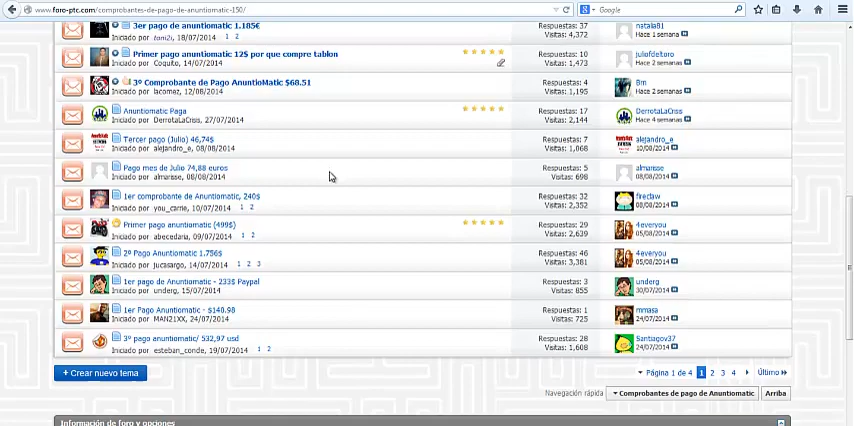 www.foro-ptc.com/comprobantes-de-pago-de-anuntiomatic-150/
Google
3er pago de anuntiomatic 1.185€
Iniciado por toni2i, 18/07/2014 1 2
Respuestas: 37
Visitas: 4,372
natalia81
Hace 1 semana
Primer pago anuntiomatic 12$ por que compre tablon
Iniciado por Coquito, 14/07/2014
Respuestas: 10
Visitas: 1,473
juliofdeltoro
Hace 2 semanas
3º Comprobante de Pago AnuntioMatic $68.51
Iniciado por lacomez, 12/08/2014
Respuestas: 4
Visitas: 1,195
Hace 2 semanas
Anuntiomatic Paga
Iniciado por DerrotaLaCrisis, 27/07/2014
Respuestas: 17
Visitas: 2,144
DerrotaLaCrisis
Hace 4 semanas
Tercer pago (Julio) 46,74$
Iniciado por alejandro_e, 08/08/2014
Respuestas: 7
Visitas: 1,068
alejandro_e
10/08/2014
Pago mes de Julio 74,88 euros
Iniciado por almarisse, 08/08/2014
Respuestas: 5
Visitas: 698
almarisse
08/08/2014
1er comprobante de Anuntiomatic, 240$
Iniciado por you_carrie, 10/07/2014 1 2
Respuestas: 32
Visitas: 2,352
fireclaw
08/08/2014
Primer pago anuntiomatic (499$)
Iniciado por abecedaria, 09/07/2014 1 2
Respuestas: 29
Visitas: 2,639
4everyou
05/08/2014
2º Pago Anuntiomatic 1.756$
Iniciado por jucasargo, 14/07/2014 1 2 3
Respuestas: 46
Visitas: 3,381
4everyou
05/08/2014
1er pago de Anuntiomatic - 233$ Paypal
Iniciado por underg, 15/07/2014
Respuestas: 3
Visitas: 855
underg
30/07/2014
1er Pago Anuntiomatic - $140.98
Iniciado por MAN21XX, 24/07/2014
Respuestas: 1
Visitas: 725
mmasa
24/07/2014
3º pago anuntiomatic/ 532,97 usd
Iniciado por esteban_conde, 19/07/2014 1 2
Respuestas: 28
Visitas: 1,608
Santiagov37
24/07/2014
+ Crear nuevo tema
Página 1 de 4 1 2 3 4 Último
Navegación rápida Comprobantes de pago de Anuntiomatic Arriba
Información de foro y opciones